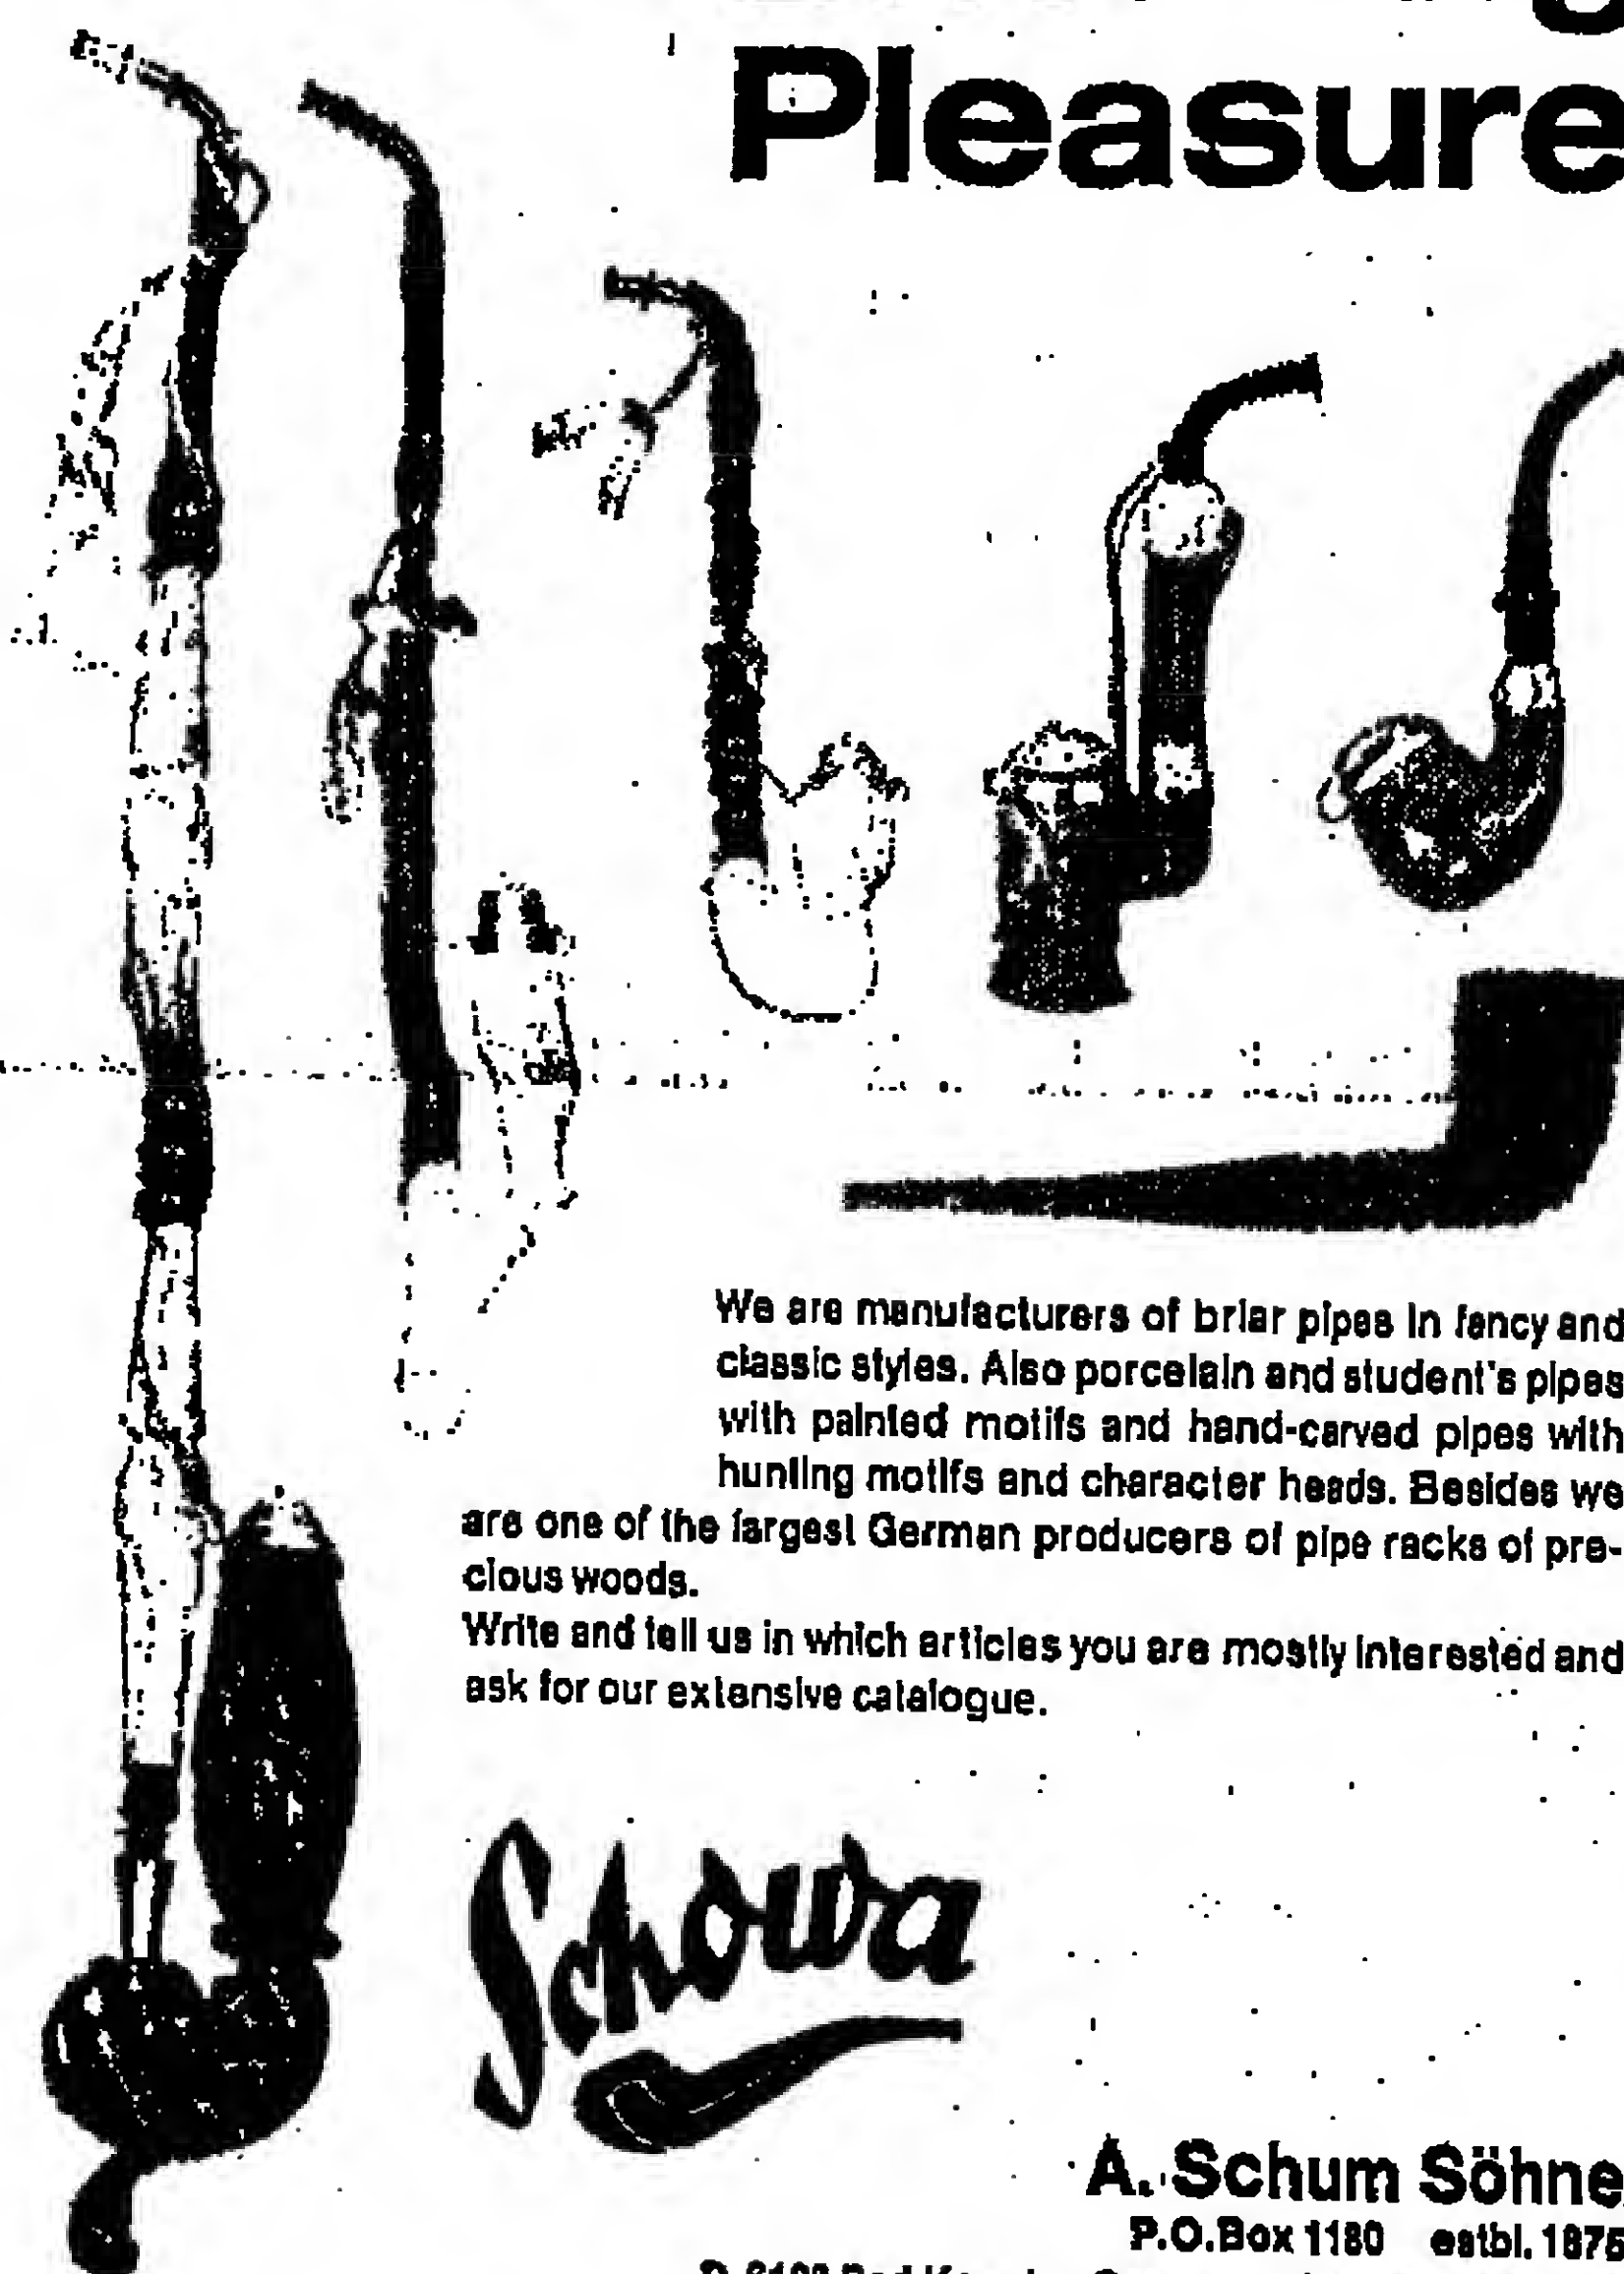 Pleasure
We are manufacturers of briar pipes in fancy and
classic styles. Also porcelain and student's pipes
with painted motifs and hand-carved pipes with
hunting motifs and character heads. Besides we
are one of the largest German producers of pipe racks of pre-
cious woods.
Write and tell us in which articles you are mostly interested and
ask for our extensive catalogue.
Schowa
A. Schum Söhne
P.O.Box 1180 estbl. 1875